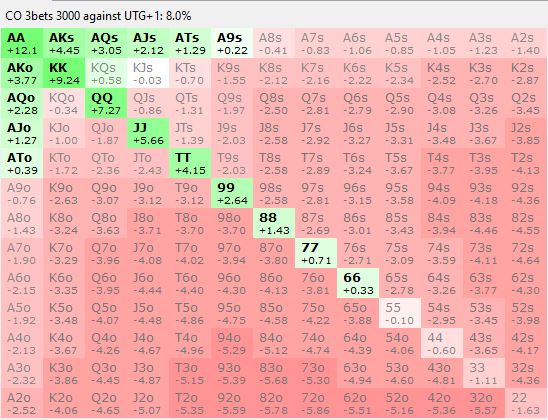 CO 3bets 3000 against UTG+1: 8.0%
AA AKs AQs AJs ATs A9s A8s A7s A6s A5s A4s A3s A2s
+12.1 +4.45 +3.05 +2.12 +1.29 +0.22 -0.41 -0.83 -1.06 -0.85 -1.05 -1.23 -1.40
AKo KK KQs KJs KTs K9s K8s K7s K6s K5s K4s K3s K2s
+3.77 +9.24 +0.58 -0.03 -0.70 -1.55 -2.12 -2.16 -2.22 -2.34 -2.52 -2.70 -2.87
AQo KQo QQ QJs QTs Q9s Q8s Q7s Q6s Q5s Q4s Q3s Q2s
+2.28 -0.34 +7.27 -0.86 -1.31 -1.97 -2.50 -2.81 -2.79 -2.90 -3.08 -3.26 -3.45
AJo KJo QJo JJ JTs J9s J8s J7s J6s J5s J4s J3s J2s
+1.27 -1.00 -1.87 +5.66 -1.39 -2.03 -2.58 -2.92 -3.27 -3.31 -3.48 -3.67 -3.85
ATo KTo QTo JTo TT T9s T8s T7s T6s T5s T4s T3s T2s
+0.39 -1.72 -2.36 -2.43 +4.15 -2.03 -2.58 -2.89 -3.24 -3.67 -3.77 -3.95 -4.13
A9o K9o Q9o J9o T9o 99 98s 97s 96s 95s 94s 93s 92s
-0.76 -2.63 -3.07 -3.12 -3.12 +2.64 -2.58 -2.81 -3.15 -3.58 -4.09 -4.18 -4.36
A8o K8o Q8o J8o T8o 98o 88 87s 86s 85s 84s 83s 82s
-1.43 -3.24 -3.63 -3.71 -3.70 -3.70 +1.43 -2.69 -3.01 -3.43 -3.94 -4.46 -4.55
A7o K7o Q7o J7o T7o 97o 87o 77 76s 75s 74s 73s 72s
-1.90 -3.29 -3.96 -4.08 -4.02 -3.94 -3.80 +0.71 -2.71 -3.09 -3.59 -4.11 -4.64
A6o K6o Q6o J6o T6o 96o 86o 76o 66 65s 64s 63s 62s
-2.15 -3.35 -3.95 -4.44 -4.40 -4.30 -4.13 -3.81 +0.33 -2.78 -3.26 -3.77 -4.30
A5o K5o Q5o J5o T5o 95o 85o 75o 65o 55 54s 53s 52s
-1.92 -3.48 -4.07 -4.48 -4.86 -4.75 -4.58 -4.22 -3.88 -0.10 -2.95 -3.45 -3.98
A4o K4o Q4o J4o T4o 94o 84o 74o 64o 54o 44 43s 42s
-2.13 -3.67 -4.26 -4.67 -4.96 -5.29 -5.12 -4.74 -4.39 -4.06 -0.60 -3.65 -4.17
A3o K3o Q3o J3o T3o 93o 83o 73o 63o 53o 43o 33 32s
-2.32 -3.86 -4.45 -4.87 -5.15 -5.39 -5.68 -5.30 -4.94 -4.60 -4.81 -1.11 -4.36
A2o K2o Q2o J2o T2o 92o 82o 72o 62o 52o 42o 32o 22
-2.52 -4.06 -4.65 -5.07 -5.35 -5.59 -5.78 -5.86 -5.51 -5.16 -5.36 -5.57 -1.63